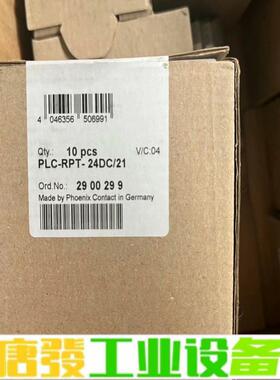 4 046356 506991
Qty.: 10 pcs V/C:04
PLC-RPT- 24DC/21
Ord.No.: 29 00 29 9
Made by Phoenix Contact in Germany
唐發工业设备